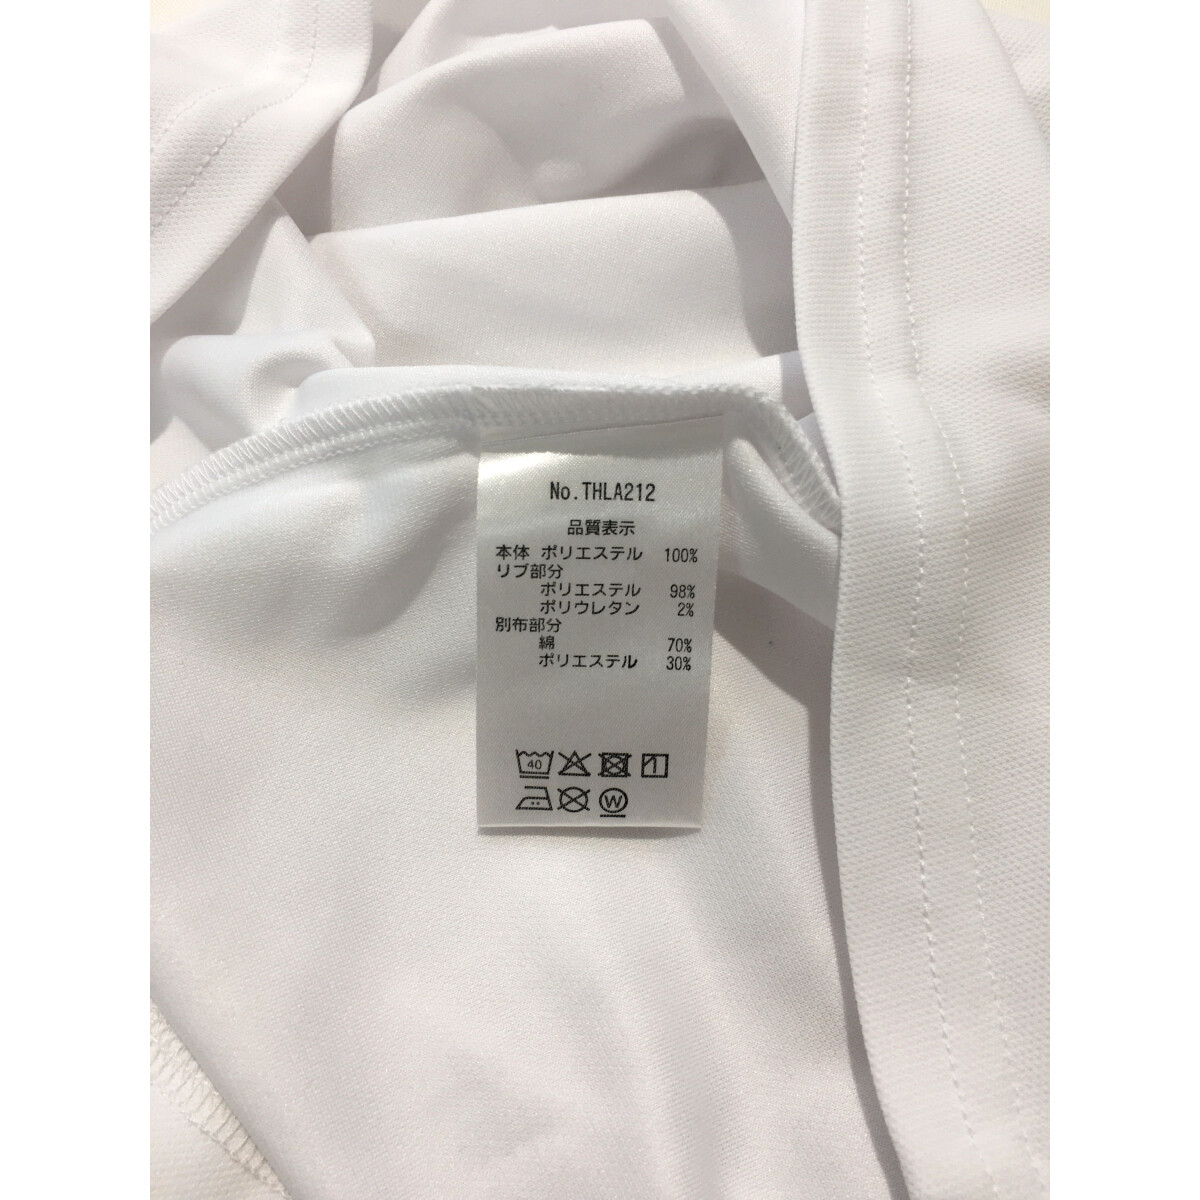 No.THLA212
品質表示
本体 ポリエステル 100%
リブ部分
ポリエステル 98%
ポリウレタン 2%
別布部分
綿 70%
ポリエステル 30%
40
W